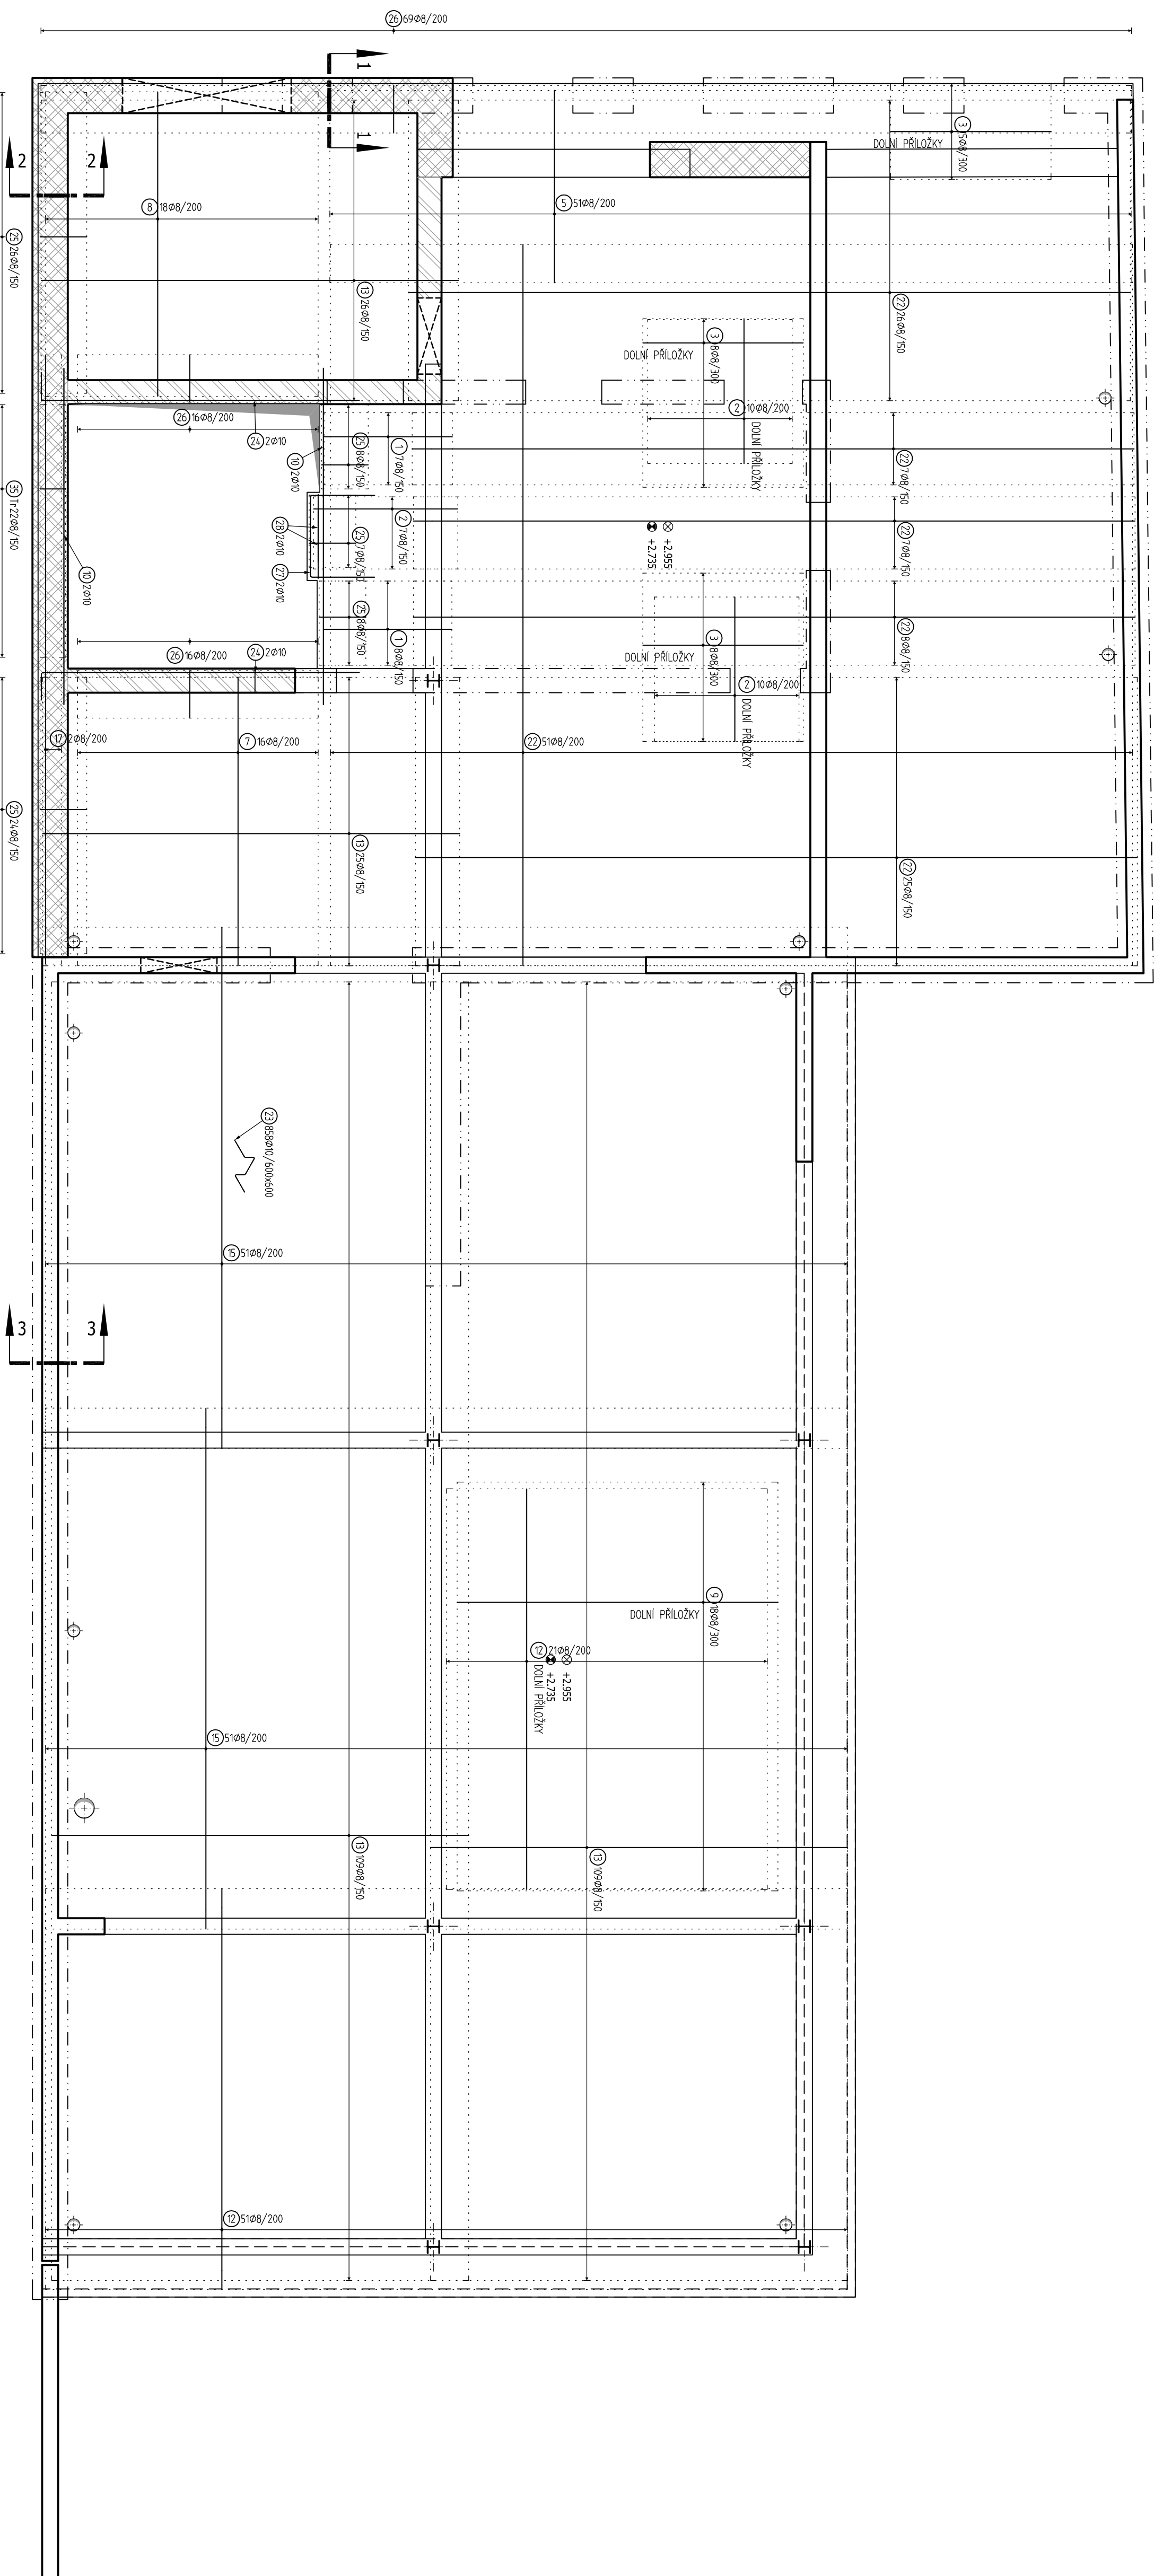 26 69Ø8/200
1
1
3 5Ø8/300
DOLNÍ PŘÍLOŽKY
2
2
8 18Ø8/200
5 51Ø8/200
25 26Ø8/150
13 26Ø8/150
22 26Ø8/150
3 8Ø8/300
DOLNÍ PŘÍLOŽKY
2 10Ø8/200
DOLNÍ PŘÍLOŽKY
26 16Ø8/200
24 2Ø10
10 2Ø10
25 8Ø8/150
1 7Ø8/150
22 7Ø8/150
35 Tr22Ø8/150
28 2Ø10
25 7Ø8/150
2 7Ø8/150
+2.955
+2.735
22 7Ø8/150
10 2Ø10
27 2Ø10
25 8Ø8/150
1 8Ø8/150
22 8Ø8/150
26 16Ø8/200
24 2Ø10
3 8Ø8/300
DOLNÍ PŘÍLOŽKY
2 10Ø8/200
DOLNÍ PŘÍLOŽKY
17 2Ø8/200
7 16Ø8/200
22 51Ø8/200
25 24Ø8/150
13 25Ø8/150
22 25Ø8/150
23 858Ø10/600x600
15 51Ø8/200
3
3
9 18Ø8/300
DOLNÍ PŘÍLOŽKY
12 21Ø8/200
DOLNÍ PŘÍLOŽKY
+2.955
+2.735
15 51Ø8/200
13 109Ø8/150
13 109Ø8/150
12 51Ø8/200